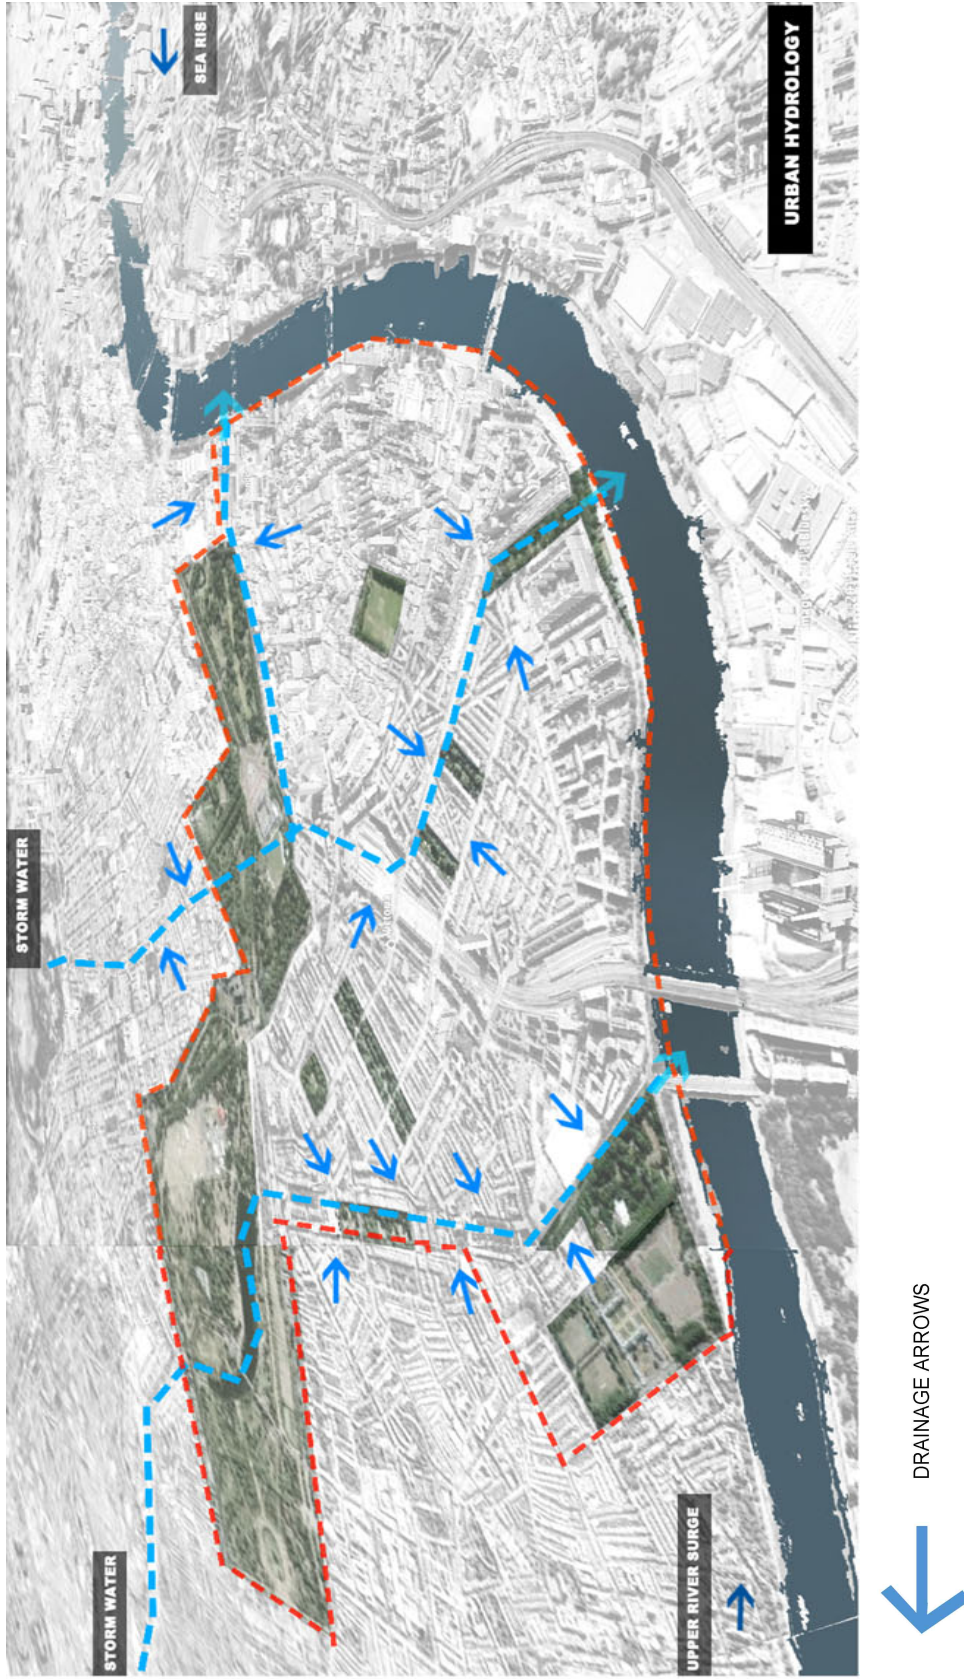 URBAN HYDROLOGY
SEA RISE
STORM WATER
STORM WATER
UPPER RIVER SURGE
DRAINAGE ARROWS